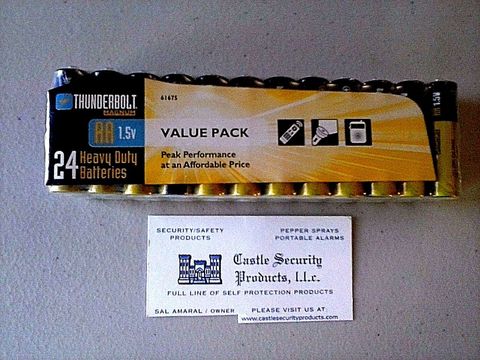 THUNDERBOLT
MAGNUM
61675
AA 1.5v
VALUE PACK
24 Heavy Duty
Batteries
Peak Performance
at an Affordable Price
1.5V
SECURITY/SAFETY
PRODUCTS
PEPPER SPRAYS
PORTABLE ALARMS
Castle Security
Products, l.l.c.
FULL LINE OF SELF PROTECTION PRODUCTS
SAL AMARAL / OWNER
PLEASE VISIT US AT
www.castlesecurityproducts.com